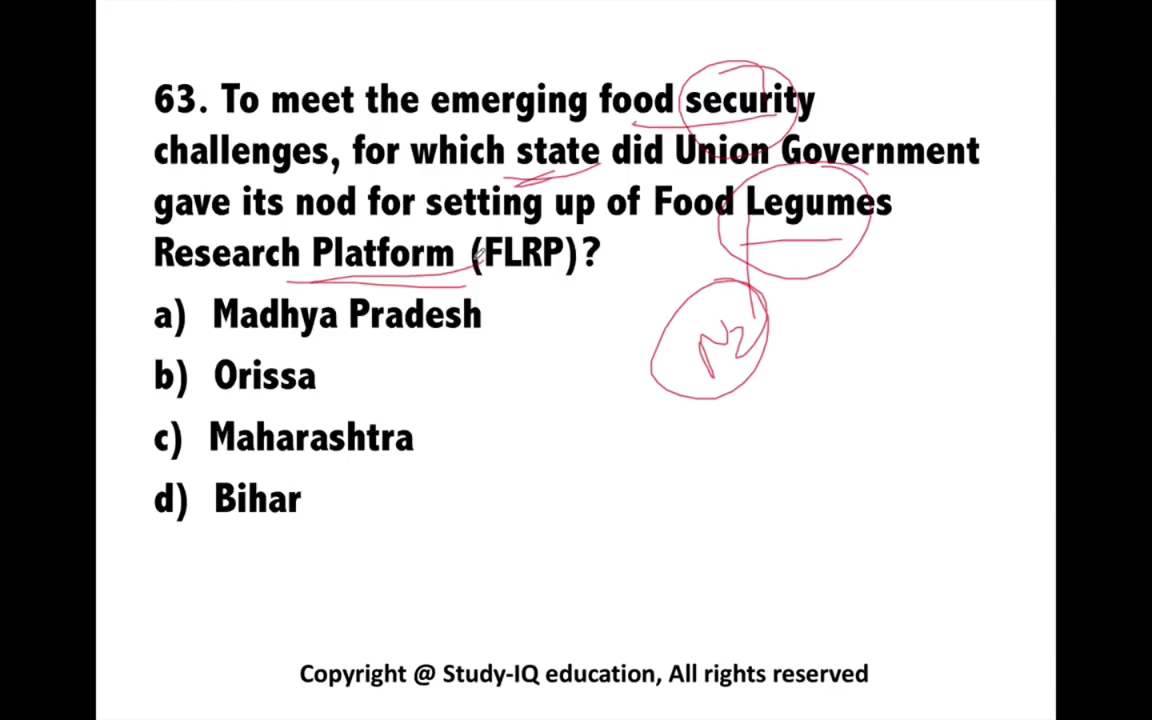 63. To meet the emerging food security
challenges, for which state did Union Government
gave its nod for setting up of Food Legumes
Research Platform (FLRP)?
a) Madhya Pradesh
b) Orissa
c) Maharashtra
d) Bihar
Copyright @ Study-IQ education, All rights reserved